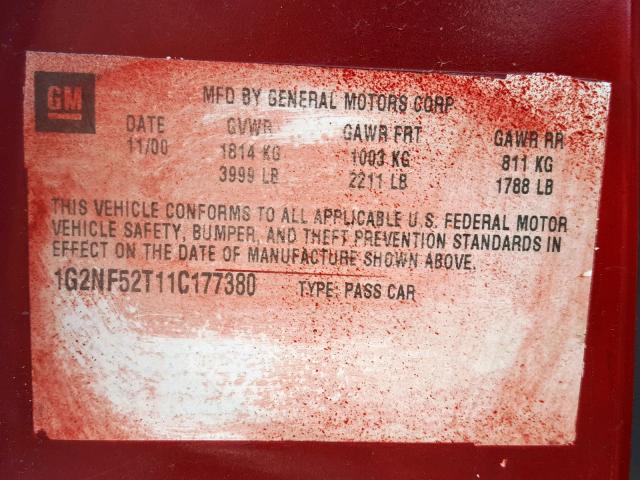 GM
MFD BY GENERAL MOTORS CORP
DATE GVWR GAWR FRT GAWR RR
11/00 1814 KG 1003 KG 811 KG
3999 LB 2211 LB 1788 LB
THIS VEHICLE CONFORMS TO ALL APPLICABLE U.S. FEDERAL MOTOR
VEHICLE SAFETY, BUMPER, AND THEFT PREVENTION STANDARDS IN
EFFECT ON THE DATE OF MANUFACTURE SHOWN ABOVE.
1G2NF52T11C177380 TYPE: PASS CAR